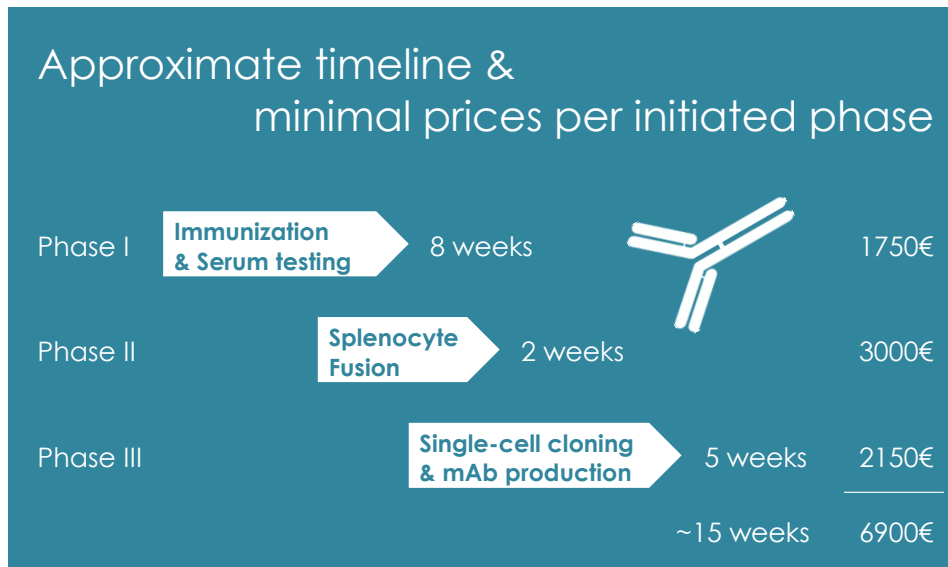 Approximate timeline &
minimal prices per initiated phase
Phase I
Immunization
& Serum testing
8 weeks
1750€
Phase II
Splenocyte
Fusion
2 weeks
3000€
Phase III
Single-cell cloning
& mAb production
5 weeks
2150€
~15 weeks
6900€